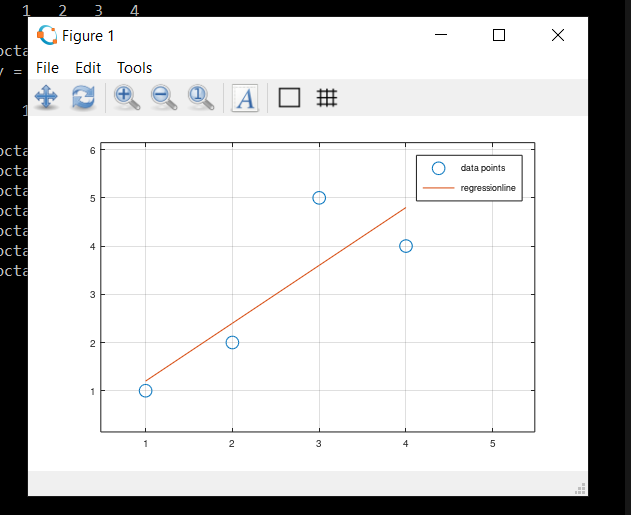 1 2 3 4
Figure 1
octa
y =
File Edit Tools
1
octa
octa
octa
octa
octa
octa
octa
data points
regressionline
6
5
4
3
2
1
1 2 3 4 5